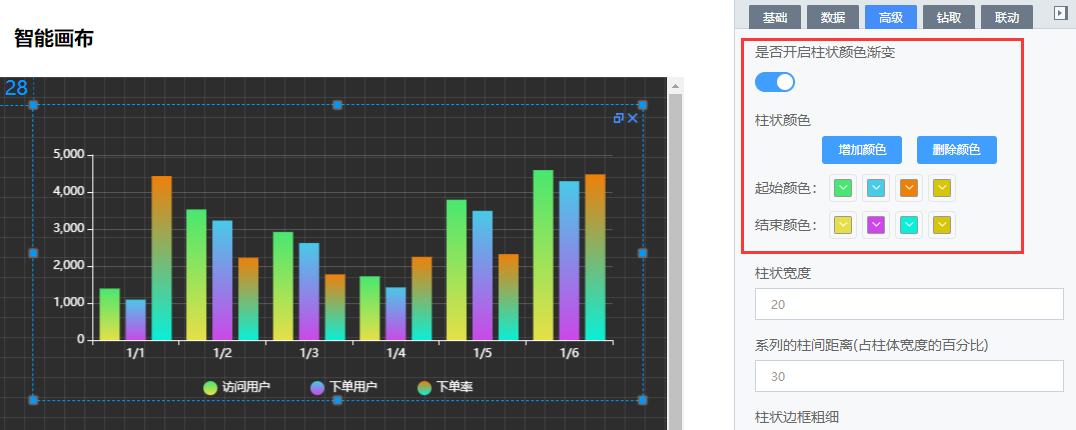 智能画布
28
5,000
4,000
3,000
2,000
1,000
0
1/1 1/2 1/3 1/4 1/5 1/6
访问用户 下单用户 下单率
基础 数据 高级 钻取 联动
是否开启柱状颜色渐变
柱状颜色
增加颜色 删除颜色
起始颜色：
结束颜色：
柱状宽度
20
系列的柱间距离(占柱体宽度的百分比)
30
柱状边框粗细